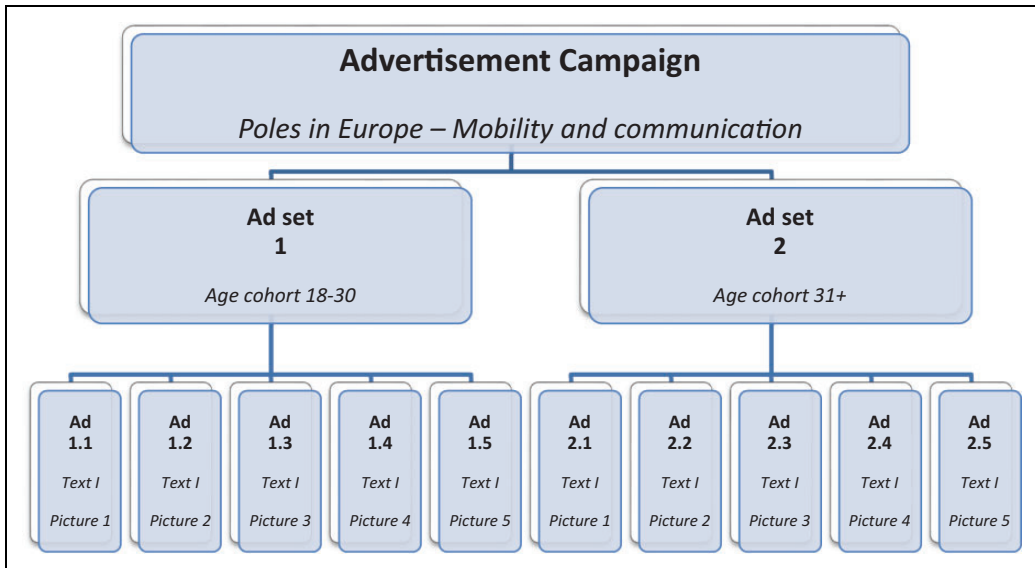 Advertisement Campaign
Poles in Europe – Mobility and communication
Ad set
1
Age cohort 18-30
Ad set
2
Age cohort 31+
Ad
1.1
Text I
Picture 1
Ad
1.2
Text I
Picture 2
Ad
1.3
Text I
Picture 3
Ad
1.4
Text I
Picture 4
Ad
1.5
Text I
Picture 5
Ad
2.1
Text I
Picture 1
Ad
2.2
Text I
Picture 2
Ad
2.3
Text I
Picture 3
Ad
2.4
Text I
Picture 4
Ad
2.5
Text I
Picture 5